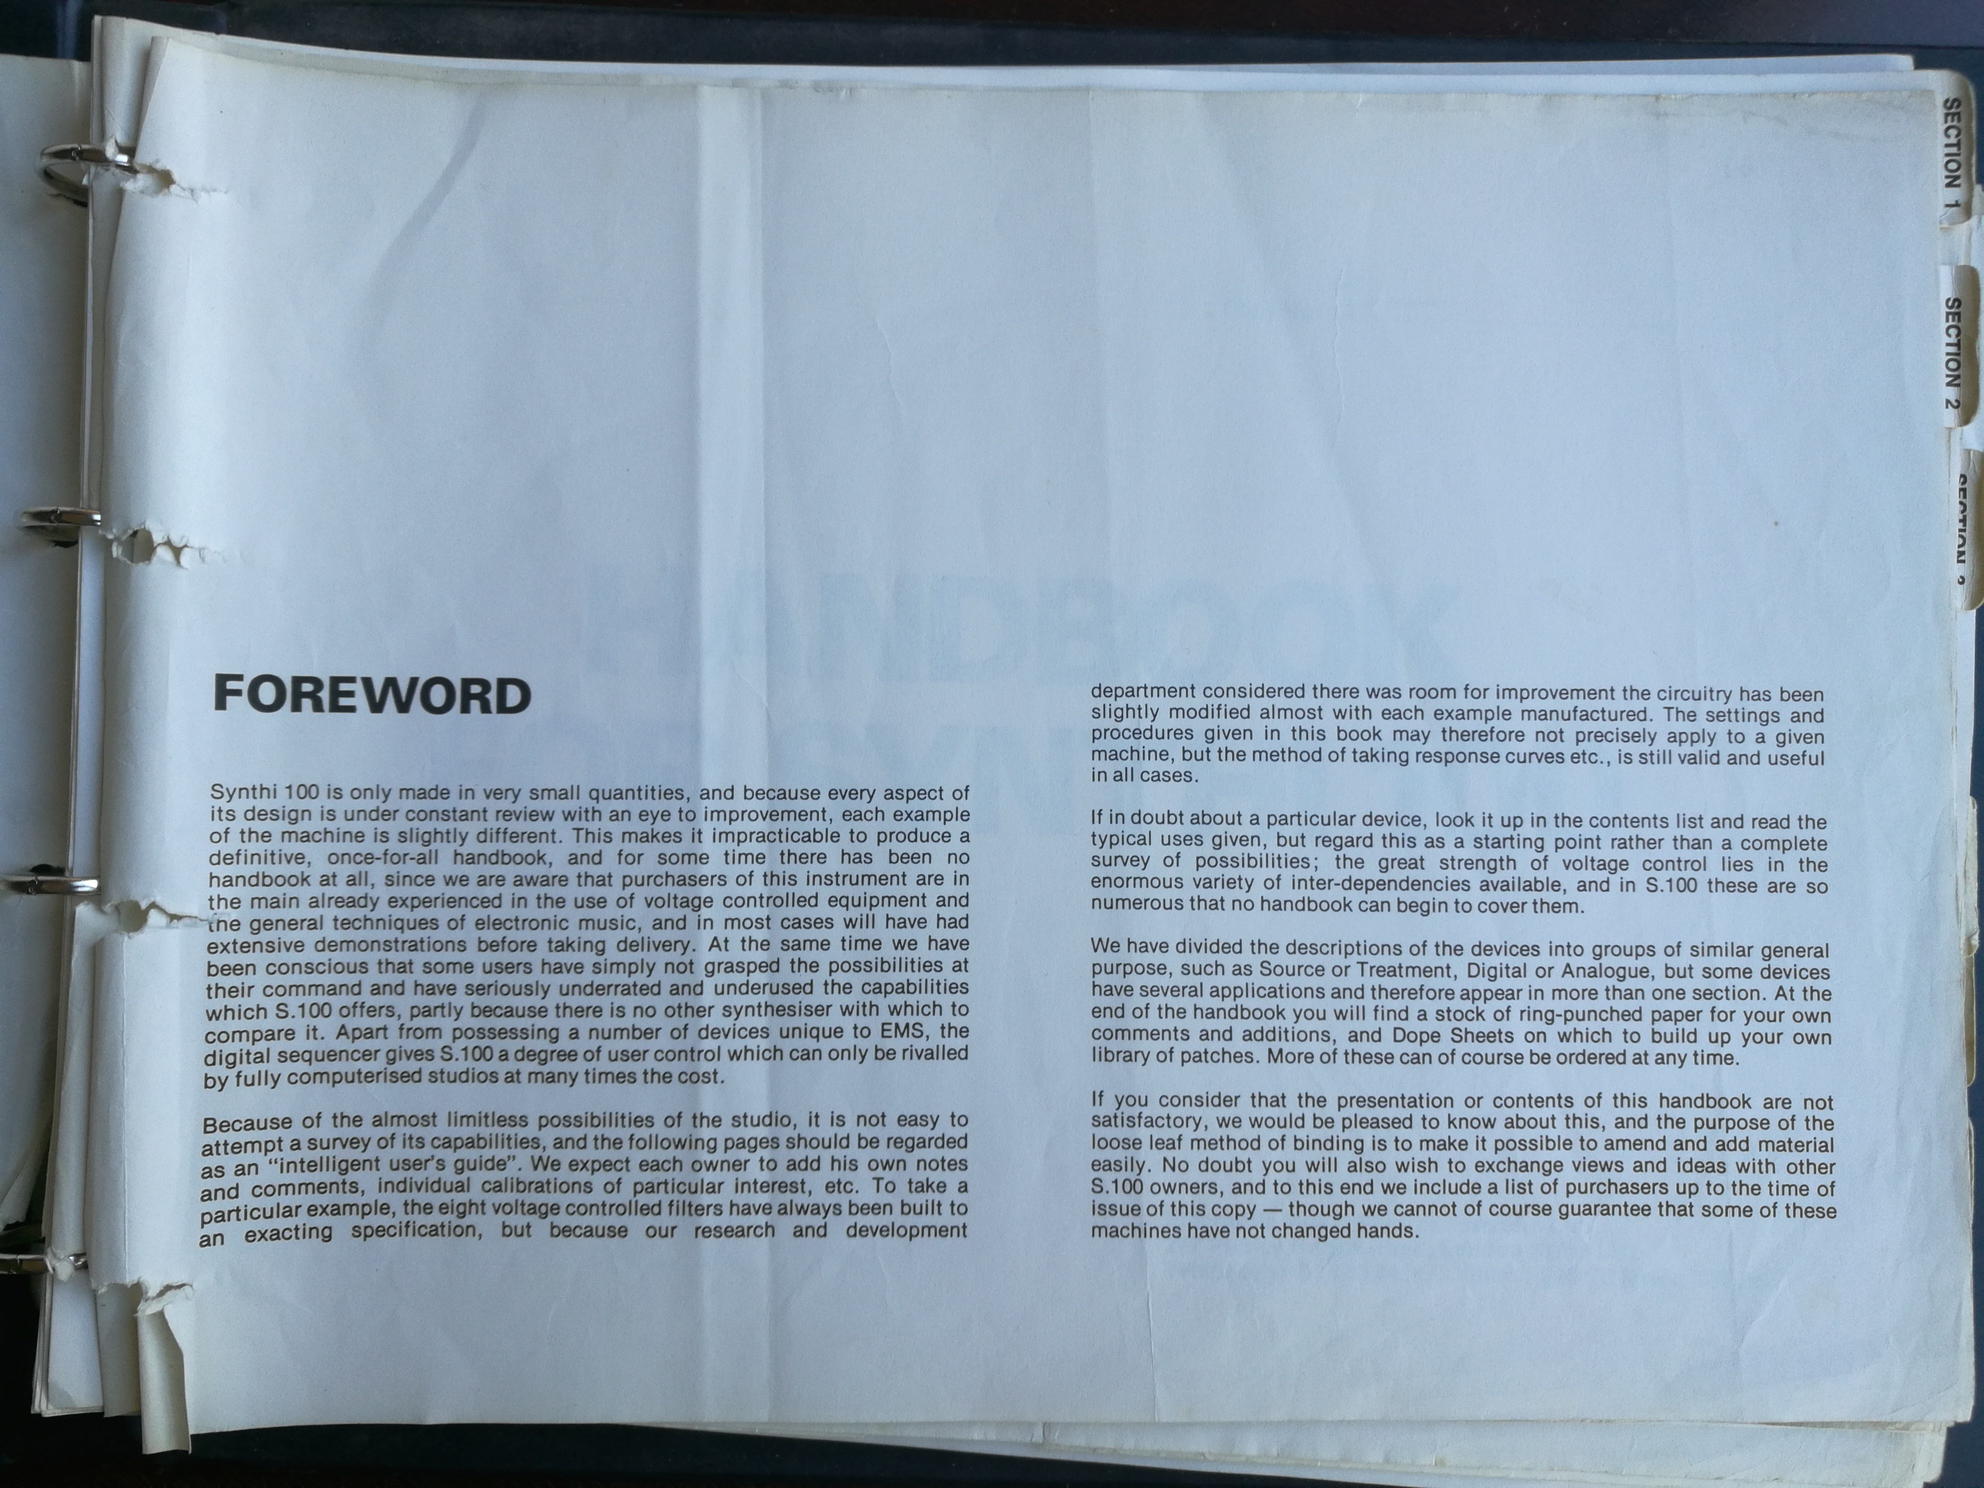 FOREWORD
Synthi 100 is only made in very small quantities, and because every aspect of
its design is under constant review with an eye to improvement, each example
of the machine is slightly different. This makes it impracticable to produce a
definitive, once-for-all handbook, and for some time there has been no
handbook at all, since we are aware that purchasers of this instrument are in
the main already experienced in the use of voltage controlled equipment and
the general techniques of electronic music, and in most cases will have had
extensive demonstrations before taking delivery. At the same time we have
been conscious that some users have simply not grasped the possibilities at
their command and have seriously underrated and underused the capabilities
which S.100 offers, partly because there is no other synthesiser with which to
compare it. Apart from possessing a number of devices unique to EMS, the
digital sequencer gives S.100 a degree of user control which can only be rivalled
by fully computerised studios at many times the cost.
Because of the almost limitless possibilities of the studio, it is not easy to
attempt a survey of its capabilities, and the following pages should be regarded
as an “intelligent user's guide”. We expect each owner to add his own notes
and comments, individual calibrations of particular interest, etc. To take a
particular example, the eight voltage controlled filters have always been built to
an exacting specification, but because our research and development
department considered there was room for improvement the circuitry has been
slightly modified almost with each example manufactured. The settings and
procedures given in this book may therefore not precisely apply to a given
machine, but the method of taking response curves etc., is still valid and useful
in all cases.
If in doubt about a particular device, look it up in the contents list and read the
typical uses given, but regard this as a starting point rather than a complete
survey of possibilities; the great strength of voltage control lies in the
enormous variety of inter-dependencies available, and in S.100 these are so
numerous that no handbook can begin to cover them.
We have divided the descriptions of the devices into groups of similar general
purpose, such as Source or Treatment, Digital or Analogue, but some devices
have several applications and therefore appear in more than one section. At the
end of the handbook you will find a stock of ring-punched paper for your own
comments and additions, and Dope Sheets on which to build up your own
library of patches. More of these can of course be ordered at any time.
If you consider that the presentation or contents of this handbook are not
satisfactory, we would be pleased to know about this, and the purpose of the
loose leaf method of binding is to make it possible to amend and add material
easily. No doubt you will also wish to exchange views and ideas with other
S.100 owners, and to this end we include a list of purchasers up to the time of
issue of this copy — though we cannot of course guarantee that some of these
machines have not changed hands.
SECTION 1
SECTION 2
SECTION 3
HANDBOOK